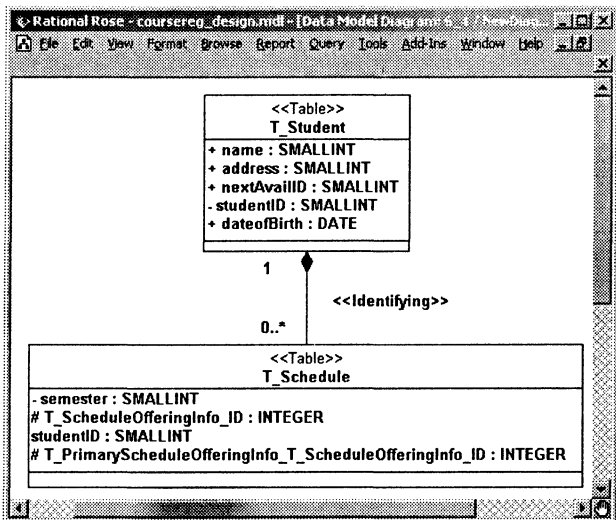 Rational Rose - coursereg_design.mdl - [Data Model Diagram:
File Edit View Format Browse Report Query Tools Add-Ins Window Help
<<Table>>
T_Student
+ name : SMALLINT
+ address : SMALLINT
+ nextAvailID : SMALLINT
- studentID : SMALLINT
+ dateofBirth : DATE
1
<<Identifying>>
0..*
<<Table>>
T_Schedule
- semester : SMALLINT
# T_ScheduleOfferingInfo_ID : INTEGER
studentID : SMALLINT
# T_PrimaryScheduleOfferingInfo_T_ScheduleOfferingInfo_ID : INTEGER